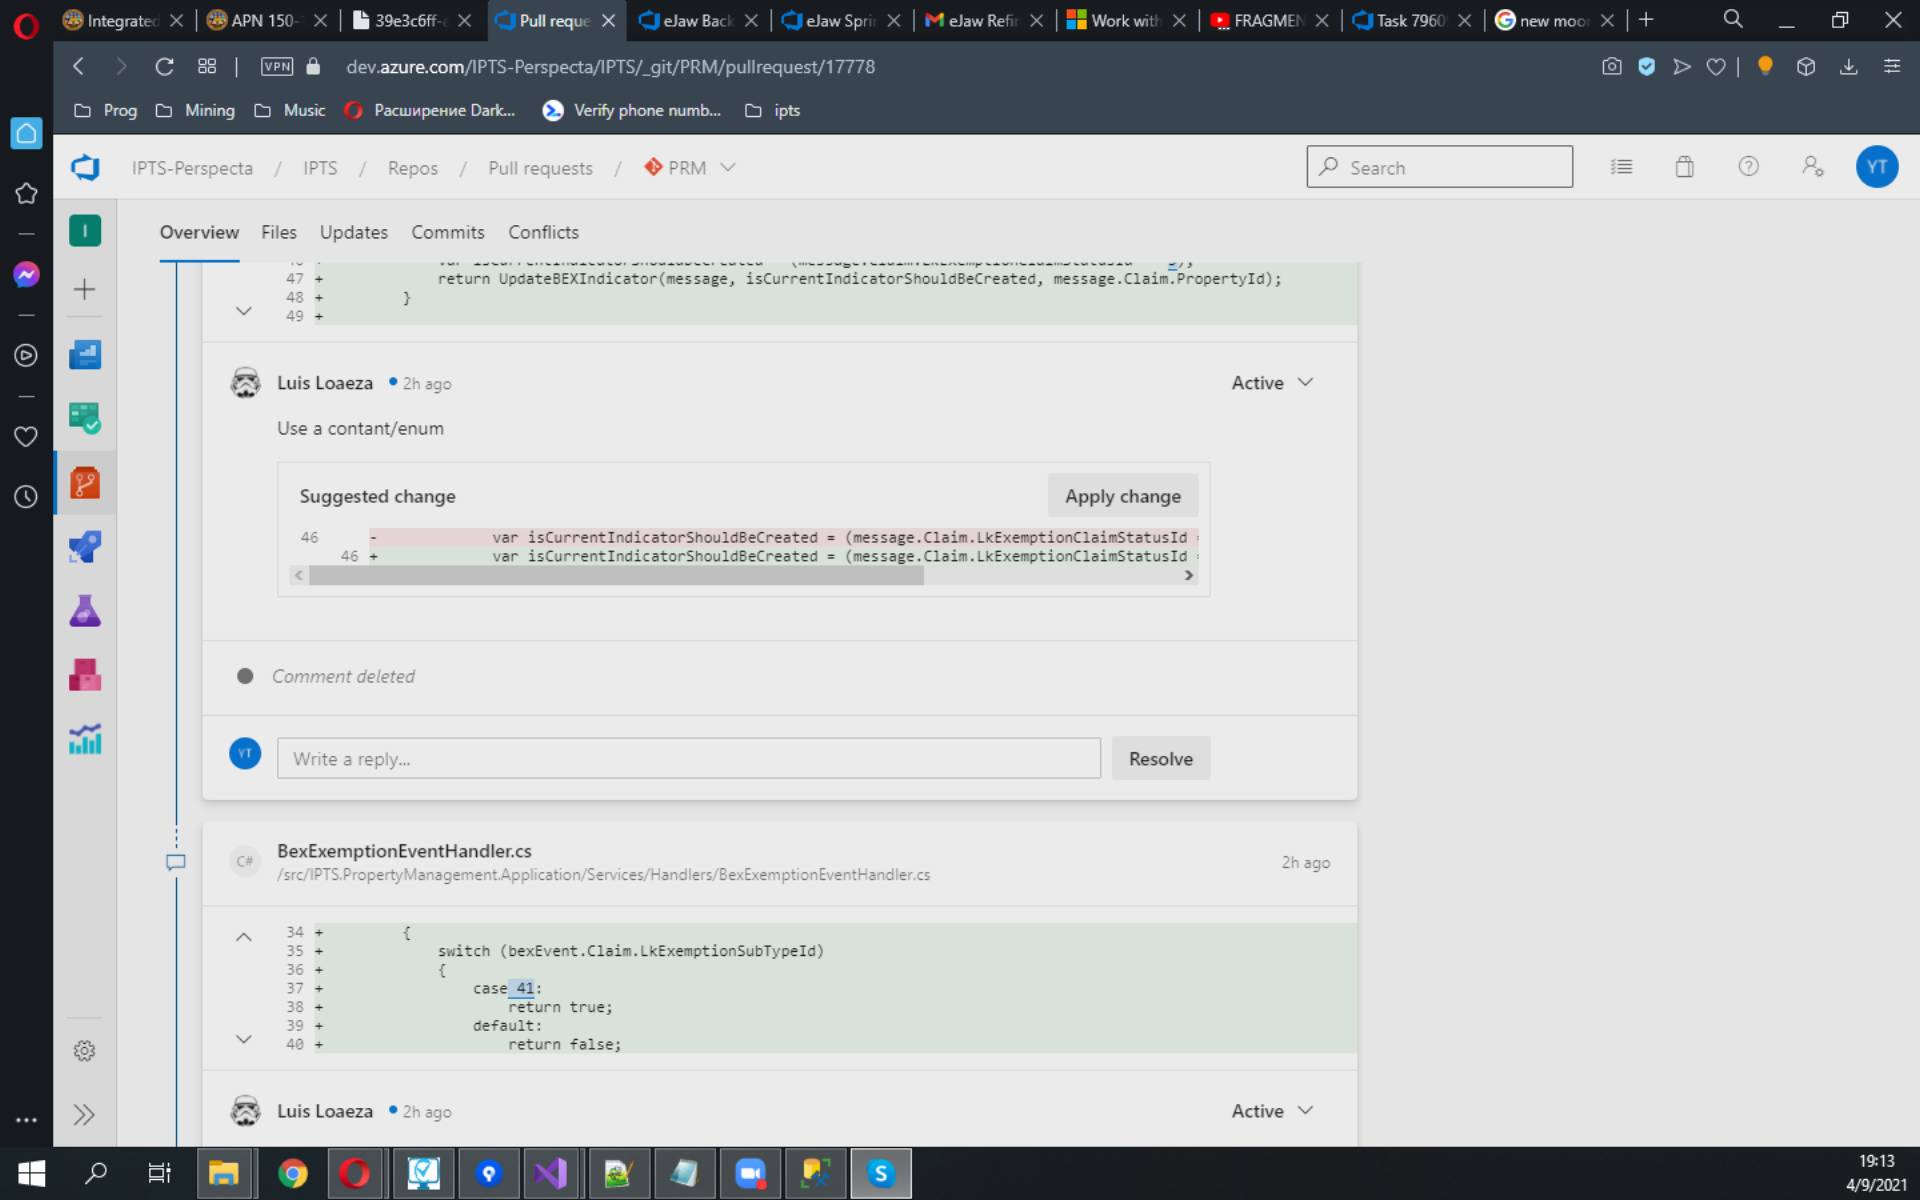 Integrated
APN 150-
39e3c6ff-
Pull reque
eJaw Back
eJaw Sprin
eJaw Refi
Work with
FRAGMEN
Task 7960
new moo
VPN
dev.azure.com/IPTS-Perspecta/IPTS/_git/PRM/pullrequest/17778
Prog
Mining
Music
Расширение Dark...
Verify phone numb...
ipts
IPTS-Perspecta / IPTS / Repos / Pull requests / PRM
Search
YT
I
Overview Files Updates Commits Conflicts
47 + return UpdateBEXIndicator(message, isCurrentIndicatorShouldBeCreated, message.Claim.PropertyId);
48 + }
49 +
Luis Loaeza 2h ago
Active
Use a contant/enum
Suggested change
Apply change
46 - var isCurrentIndicatorShouldBeCreated = (message.Claim.LkExemptionClaimStatusId
46 + var isCurrentIndicatorShouldBeCreated = (message.Claim.LkExemptionClaimStatusId
Comment deleted
YT
Write a reply...
Resolve
C#
BexExemptionEventHandler.cs
/src/IPTS.PropertyManagement.Application/Services/Handlers/BexExemptionEventHandler.cs
2h ago
34 + {
35 + switch (bexEvent.Claim.LkExemptionSubTypeId)
36 + {
37 + case 41:
38 + return true;
39 + default:
40 + return false;
Luis Loaeza 2h ago
Active
19:13
4/9/2021